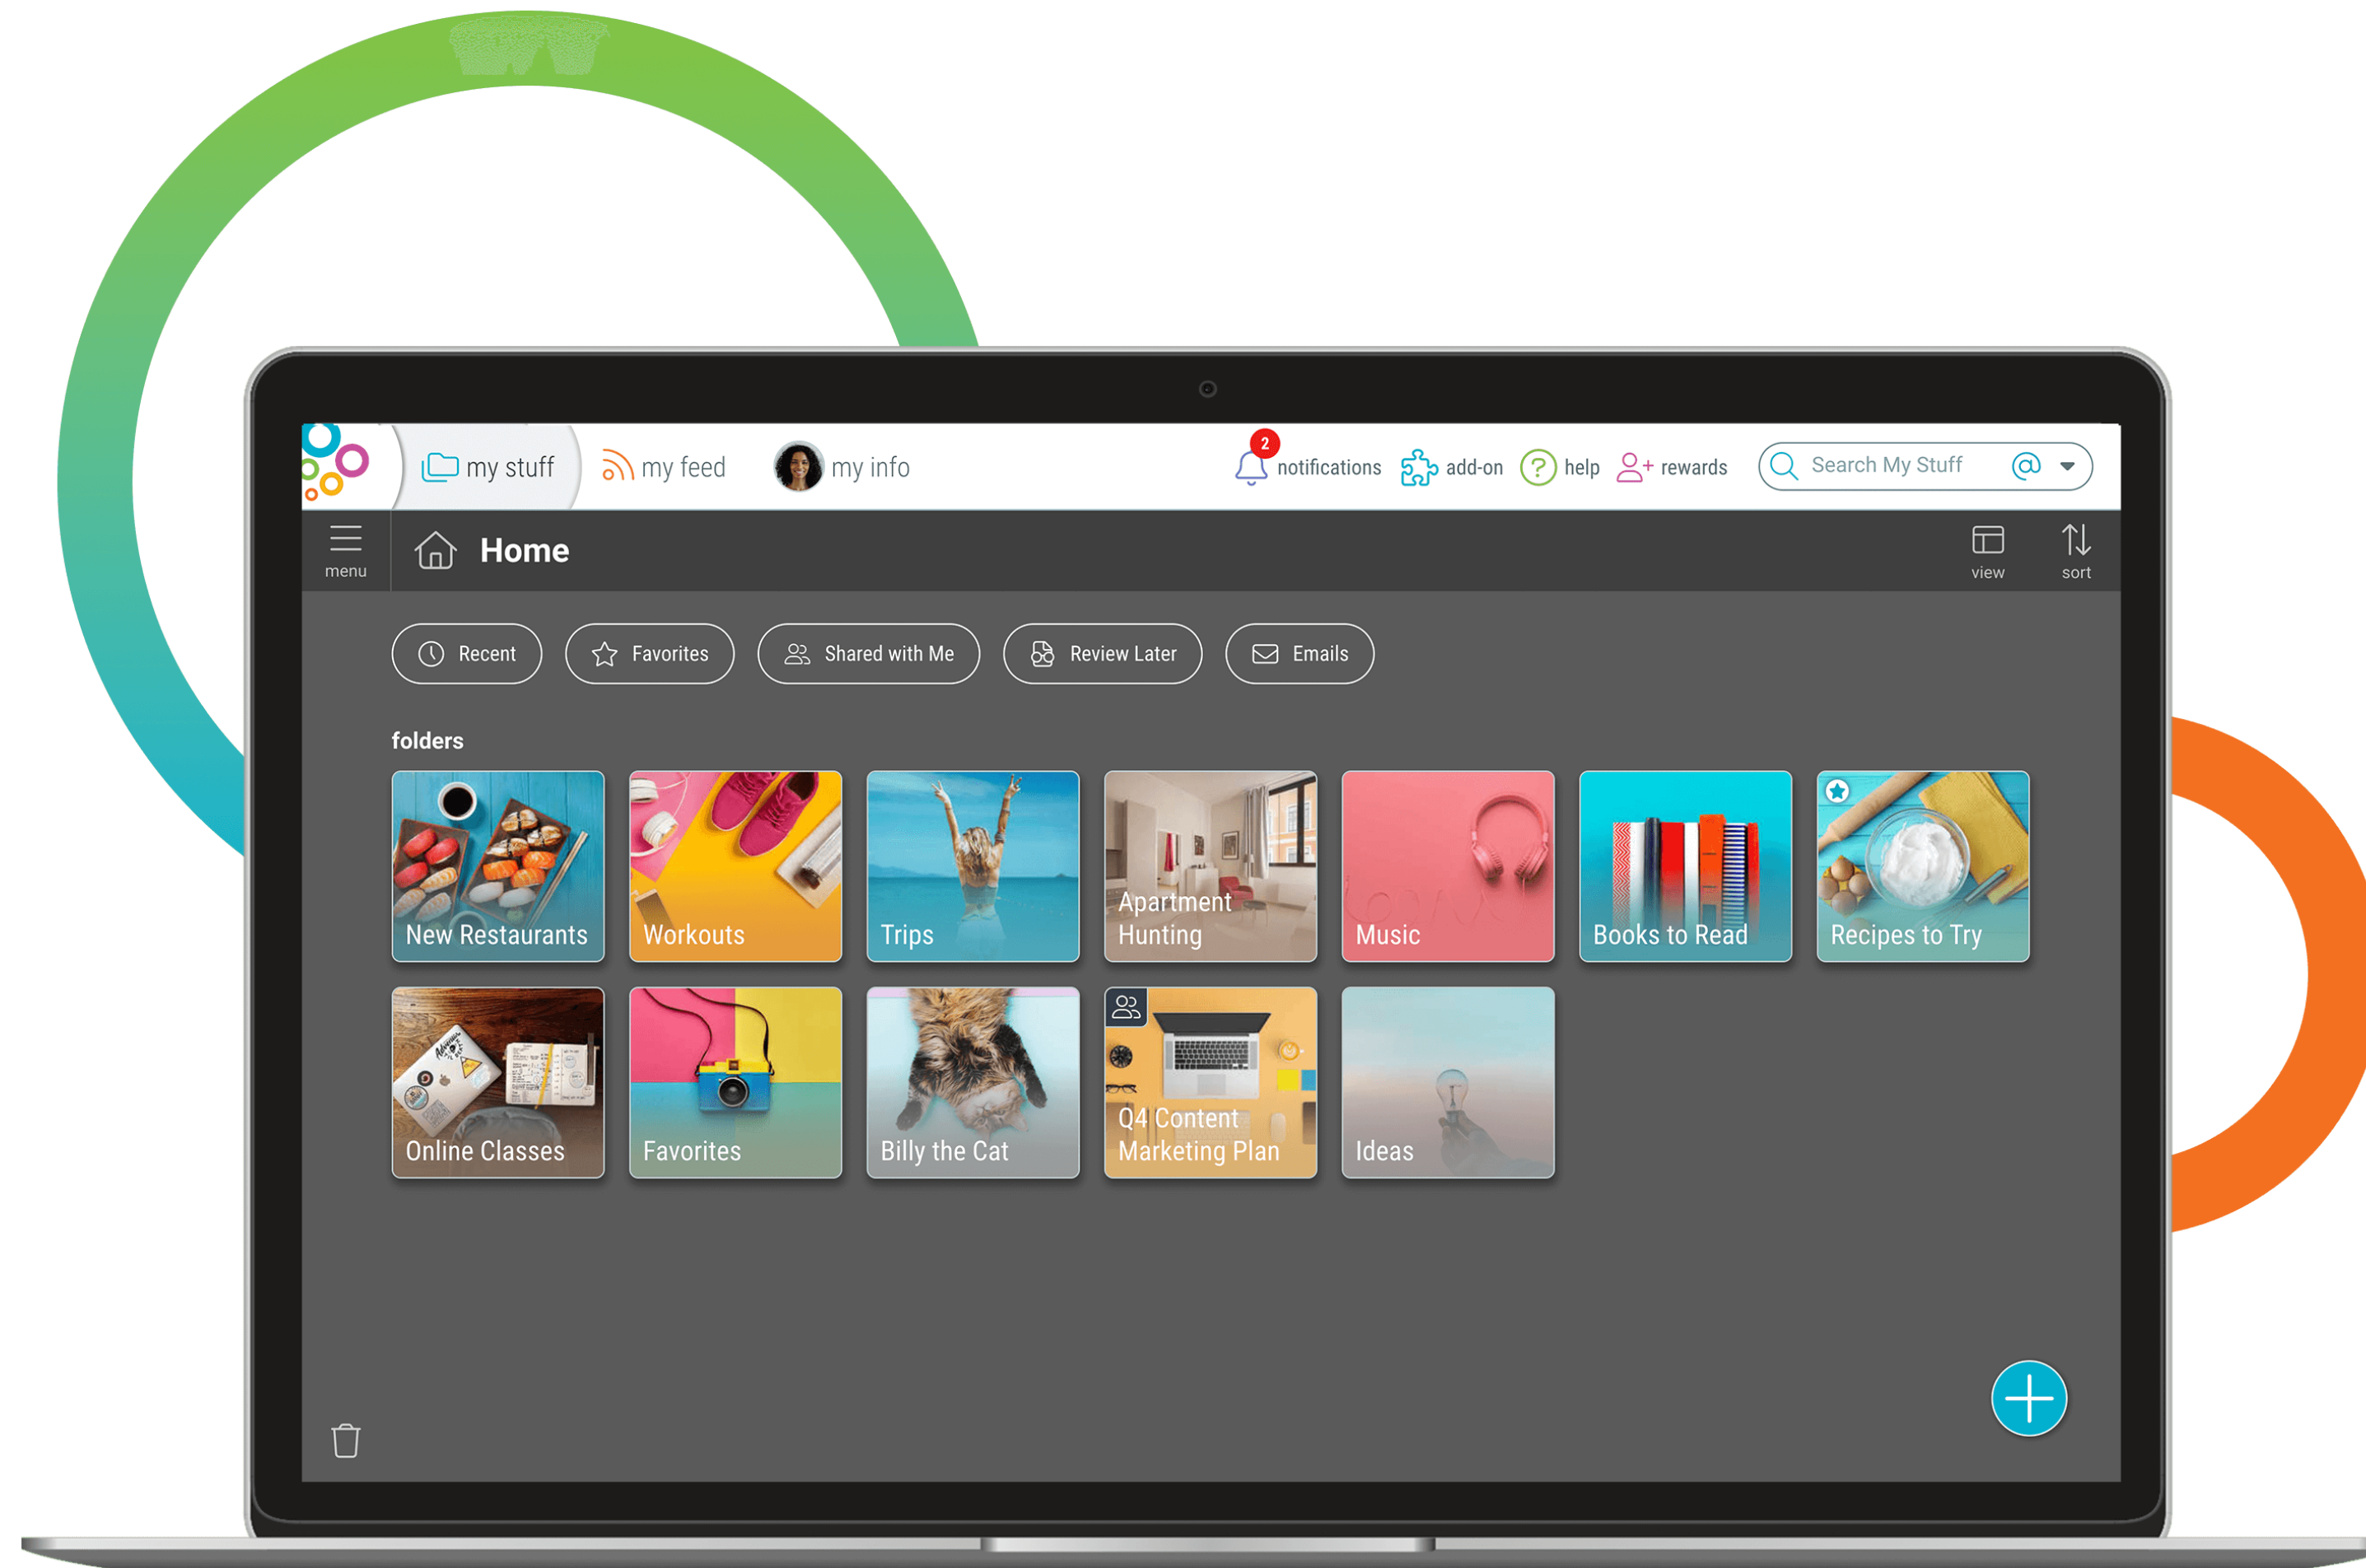 my stuff
my feed
my info
2
notifications
add-on
help
rewards
Search My Stuff
menu
Home
view
sort
Recent
Favorites
Shared with Me
Review Later
Emails
folders
New Restaurants
Workouts
Trips
Apartment
Hunting
Music
Books to Read
Recipes to Try
Online Classes
Favorites
Billy the Cat
Q4 Content
Marketing Plan
Ideas